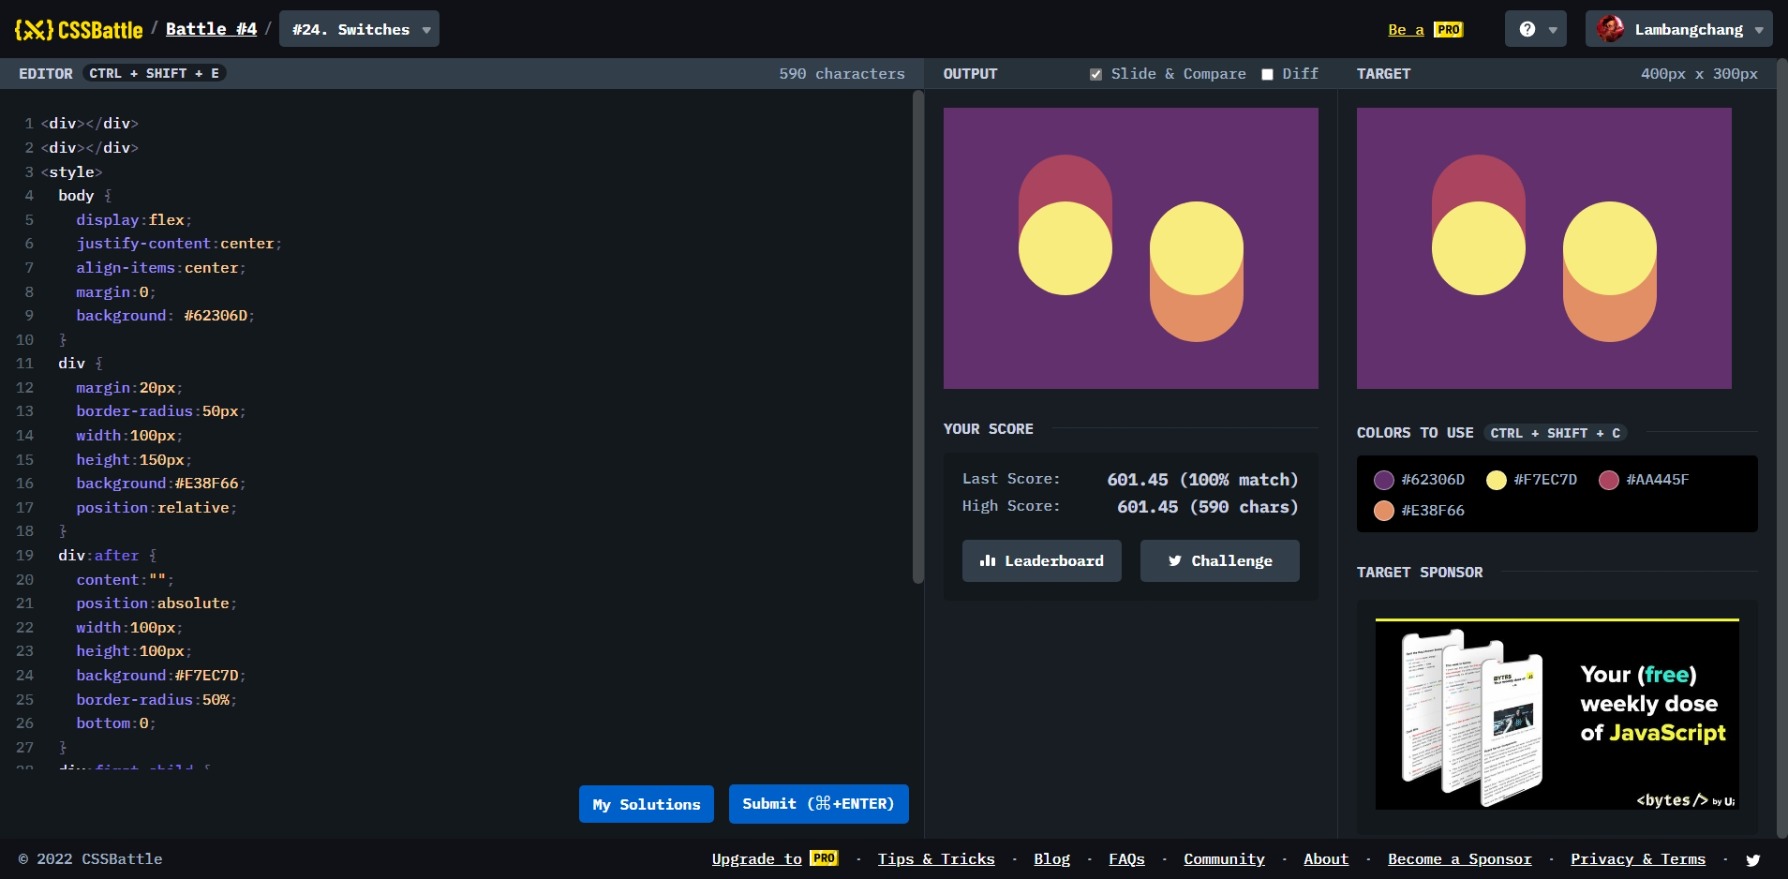 CSSBattle / Battle #4 / #24. Switches
Be a PRO
? Lambangchang
EDITOR CTRL + SHIFT + E 590 characters
1 <div></div>
2 <div></div>
3 <style>
4 body {
5 display:flex;
6 justify-content:center;
7 align-items:center;
8 margin:0;
9 background: #62306D;
10 }
11 div {
12 margin:20px;
13 border-radius:50px;
14 width:100px;
15 height:150px;
16 background:#E38F66;
17 position:relative;
18 }
19 div:after {
20 content:"";
21 position:absolute;
22 width:100px;
23 height:100px;
24 background:#F7EC7D;
25 border-radius:50%;
26 bottom:0;
27 }
28 div:first-child {
My Solutions
Submit (⌘+ENTER)
OUTPUT Slide & Compare Diff
YOUR SCORE
Last Score: 601.45 (100% match)
High Score: 601.45 (590 chars)
Leaderboard
Challenge
TARGET 400px x 300px
COLORS TO USE CTRL + SHIFT + C
#62306D #F7EC7D #AA445F
#E38F66
TARGET SPONSOR
Your (free)
weekly dose
of JavaScript
<bytes/> by Ui
© 2022 CSSBattle
Upgrade to PRO · Tips & Tricks · Blog · FAQs · Community · About · Become a Sponsor · Privacy & Terms ·